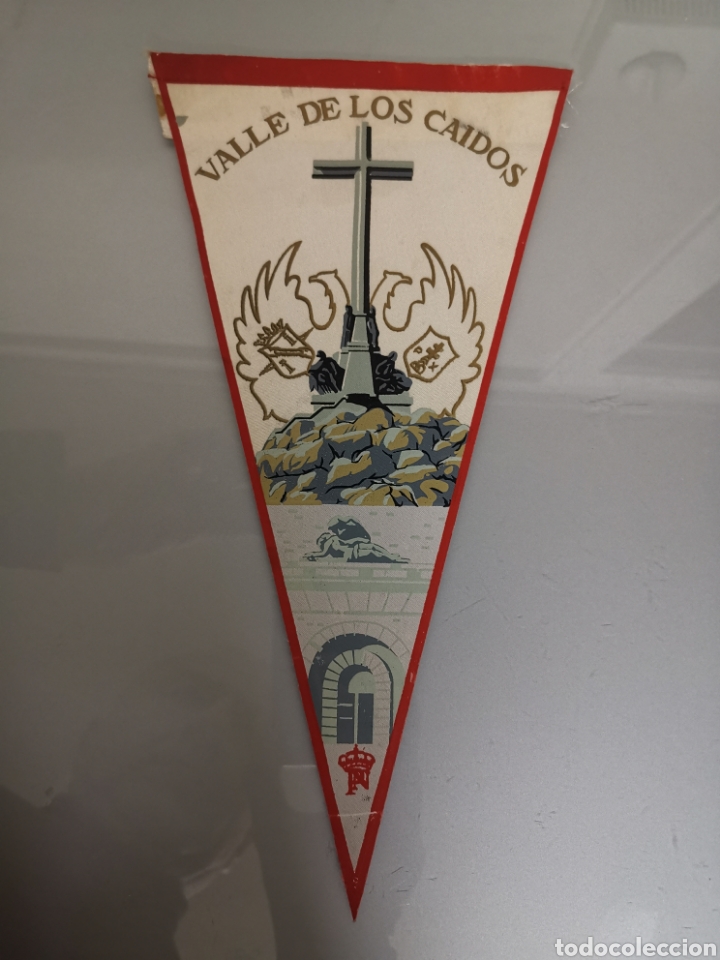 VALLE DE LOS CAIDOS
P X
todocoleccion